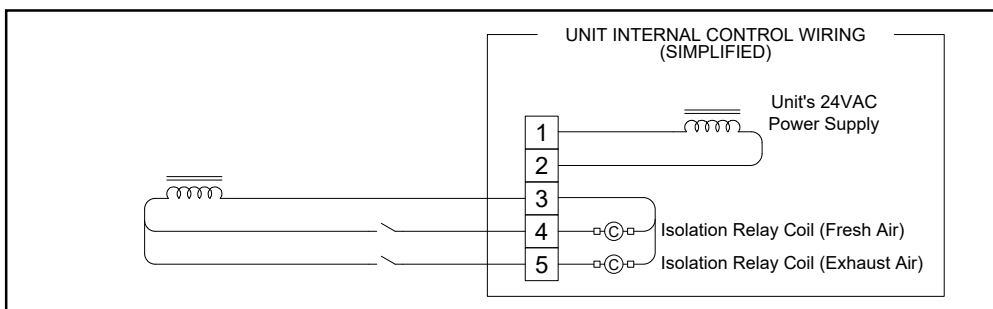 UNIT INTERNAL CONTROL WIRING
(SIMPLIFIED)
Unit's 24VAC
Power Supply
1
2
3
4
C
Isolation Relay Coil (Fresh Air)
5
C
Isolation Relay Coil (Exhaust Air)